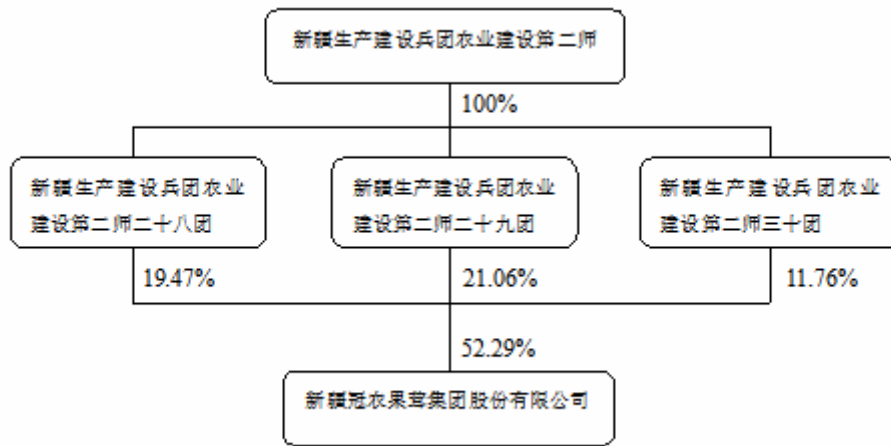 新疆生产建设兵团农业建设第二师
100%
新疆生产建设兵团农业
建设第二师二十八团
新疆生产建设兵团农业
建设第二师二十九团
新疆生产建设兵团农业
建设第二师三十团
19.47%
21.06%
11.76%
52.29%
新疆冠农果茸集团股份有限公司